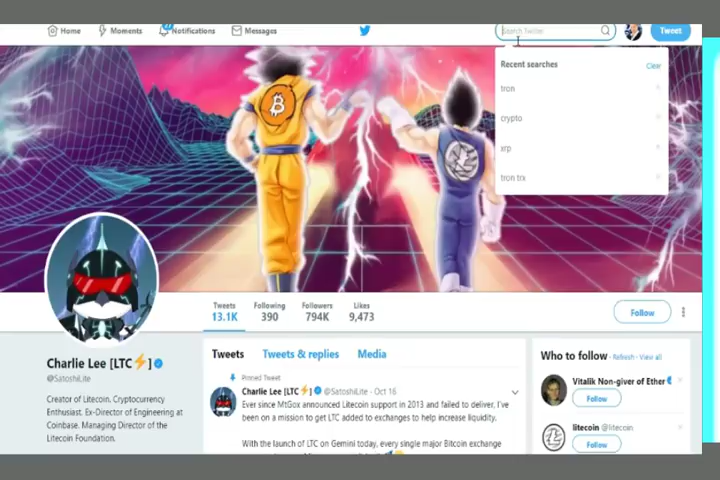 Home Moments Notifications Messages Search Twitter Tweet
Recent searches Clear
tron
crypto
xrp
tron trx
Tweets Following Followers Likes
13.1K 390 794K 9,473
Follow
Charlie Lee [LTC⚡]
@SatoshiLite
Creator of Litecoin. Cryptocurrency
Enthusiast. Ex-Director of Engineering at
Coinbase. Managing Director of the
Litecoin Foundation.
Tweets Tweets & replies Media
Pinned Tweet
Charlie Lee [LTC⚡] @SatoshiLite · Oct 16
Ever since MtGox announced Litecoin support in 2013 and failed to deliver, I've
been on a mission to get LTC added to exchanges to help increase liquidity.
With the launch of LTC on Gemini today, every single major Bitcoin exchange
Who to follow · Refresh · View all
Vitalik Non-giver of Ether
Follow
litecoin @litecoin
Follow